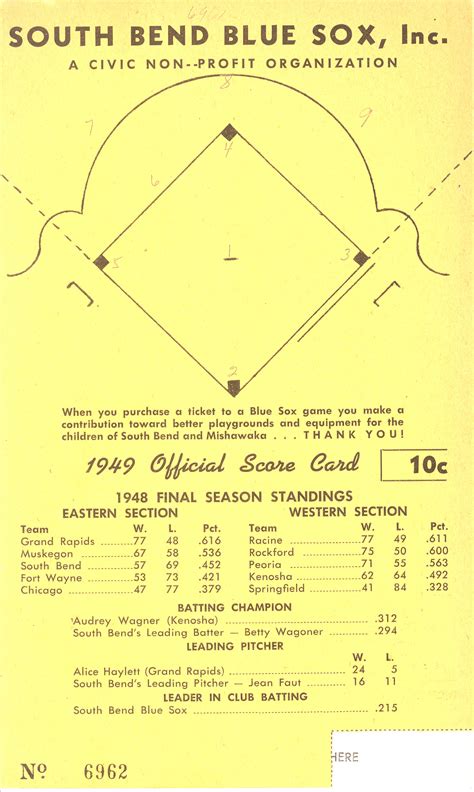 SOUTH BEND BLUE SOX, Inc.
A CIVIC NON--PROFIT ORGANIZATION
8
7
9
6
4
1
5
3
2
When you purchase a ticket to a Blue Sox game you make a
contribution toward better playgrounds and equipment for the
children of South Bend and Mishawaka . . . THANK YOU!
1949 Official Score Card 10c
1948 FINAL SEASON STANDINGS
EASTERN SECTION WESTERN SECTION
Team W. L. Pct. Team W. L. Pct.
Grand Rapids 77 48 .616 Racine 77 49 .611
Muskegon 67 58 .536 Rockford 75 50 .600
South Bend 57 69 .452 Peoria 71 55 .563
Fort Wayne 53 73 .421 Kenosha 62 64 .492
Chicago 47 77 .379 Springfield 41 84 .328
BATTING CHAMPION
Audrey Wagner (Kenosha) .312
South Bend's Leading Batter — Betty Wagoner .294
LEADING PITCHER
W. L.
Alice Haylett (Grand Rapids) 24 5
South Bend's Leading Pitcher — Jean Faut 16 11
LEADER IN CLUB BATTING
South Bend Blue Sox .215
HERE
No 6962